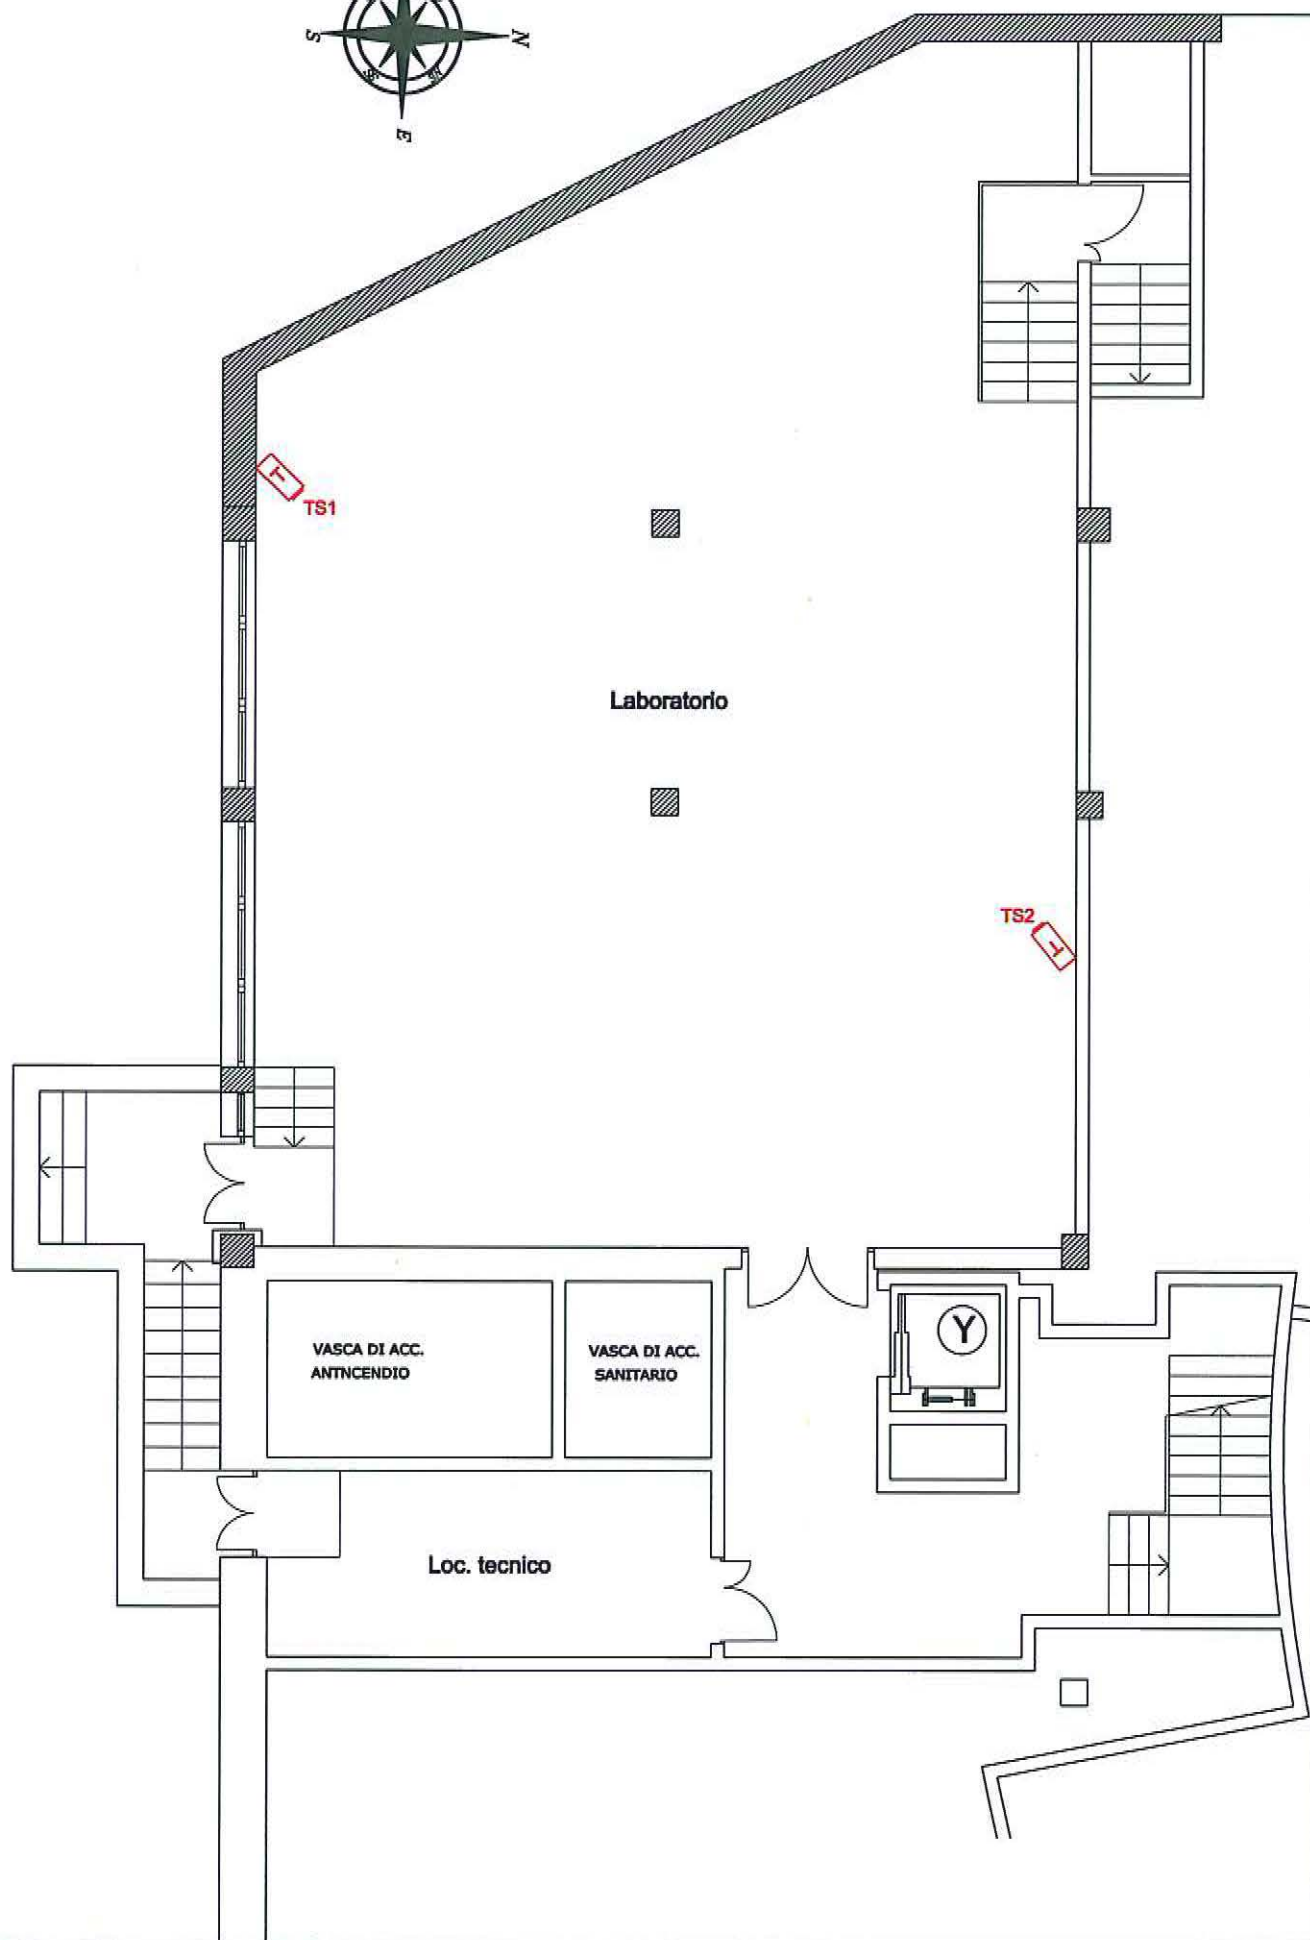 S
N
E
TS1
Laboratorio
TS2
Y
VASCA DI ACC.
ANTNCENDIO
VASCA DI ACC.
SANITARIO
Loc. tecnico